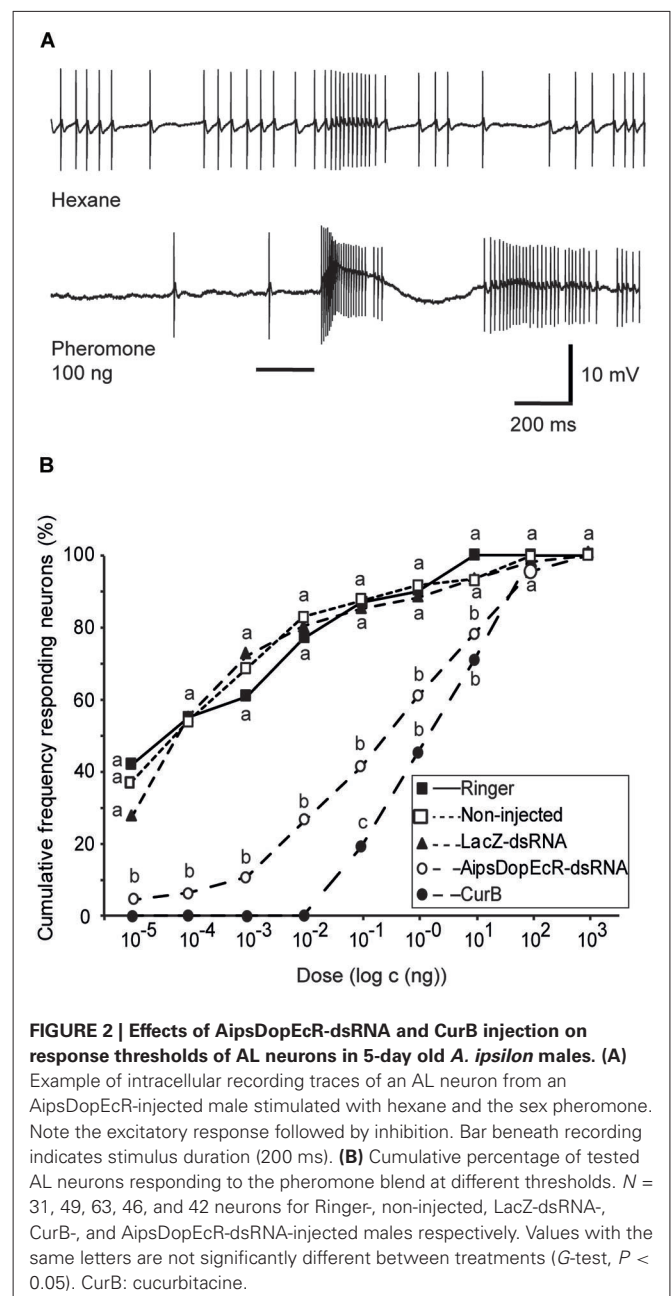 A
Hexane
Pheromone
100 ng
10 mV
200 ms
B
Cumulative frequency responding neurons (%)
100
80
60
40
20
0
a a a a a a a a a
a a a a a a a a
a
b b b b b b b
c b b
Ringer
Non-injected
LacZ-dsRNA
AipsDopEcR-dsRNA
CurB
10-5 10-4 10-3 10-2 10-1 10-0 101 102 103
Dose (log c (ng))
FIGURE 2 | Effects of AipsDopEcR-dsRNA and CurB injection on
response thresholds of AL neurons in 5-day old A. ipsilon males. (A)
Example of intracellular recording traces of an AL neuron from an
AipsDopEcR-injected male stimulated with hexane and the sex pheromone.
Note the excitatory response followed by inhibition. Bar beneath recording
indicates stimulus duration (200 ms). (B) Cumulative percentage of tested
AL neurons responding to the pheromone blend at different thresholds. N =
31, 49, 63, 46, and 42 neurons for Ringer-, non-injected, LacZ-dsRNA-,
CurB-, and AipsDopEcR-dsRNA-injected males respectively. Values with the
same letters are not significantly different between treatments (G-test, P <
0.05). CurB: cucurbitacine.